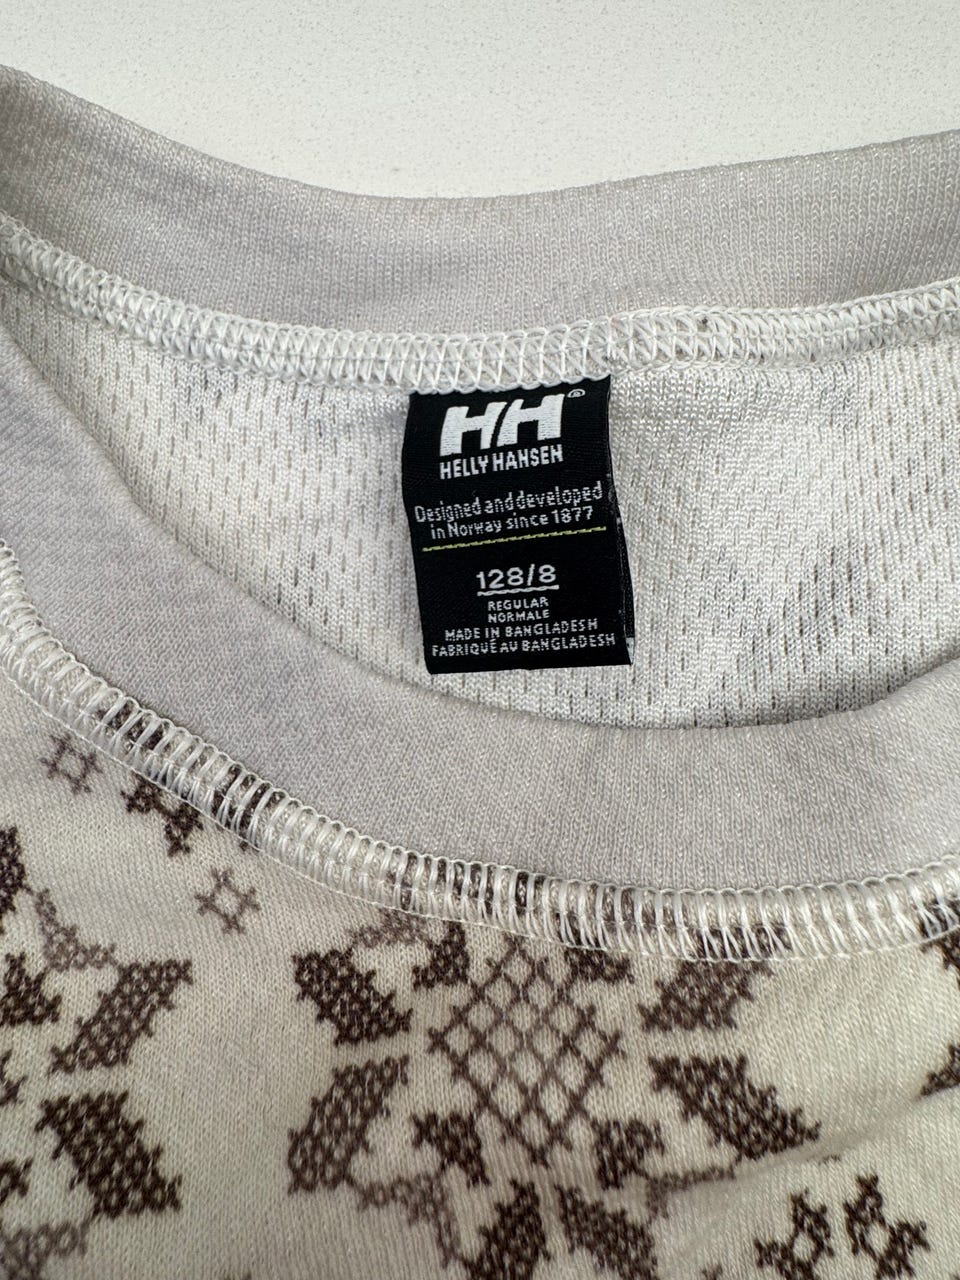 HH®
HELLY HANSEN
Designed and developed
in Norway since 1877
128/8
REGULAR
NORMALE
MADE IN BANGLADESH
FABRIQUÉ AU BANGLADESH